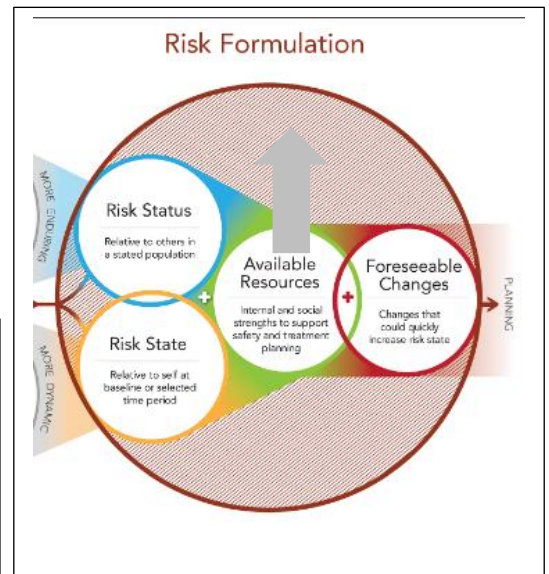 Risk Formulation
MORE ENDURING
Risk Status
Relative to others in
a stated population
+
Available
Resources
Internal and social
strengths to support
safety and treatment
planning
+
Foreseeable
Changes
Changes that
could quickly
increase risk state
PLANNING
MORE DYNAMIC
Risk State
Relative to self at
baseline or selected
time period